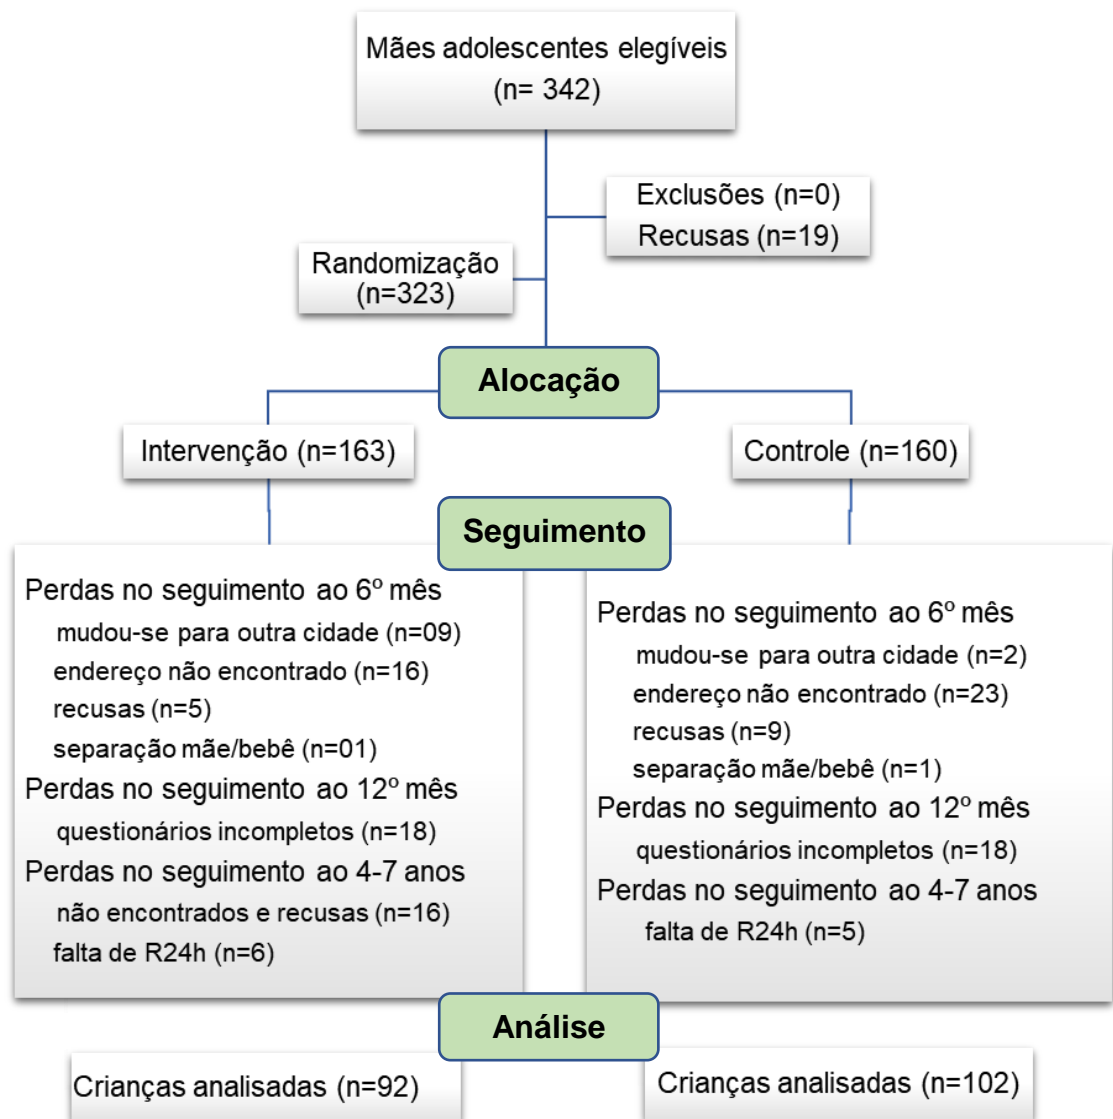 Mães adolescentes elegíveis
(n= 342)
Exclusões (n=0)
Recusas (n=19)
Randomização
(n=323)
Alocação
Intervenção (n=163)
Controle (n=160)
Seguimento
Perdas no seguimento ao 6º mês
mudou-se para outra cidade (n=09)
endereço não encontrado (n=16)
recusas (n=5)
separação mãe/bebê (n=01)
Perdas no seguimento ao 12º mês
questionários incompletos (n=18)
Perdas no seguimento ao 4-7 anos
não encontrados e recusas (n=16)
falta de R24h (n=6)
Perdas no seguimento ao 6º mês
mudou-se para outra cidade (n=2)
endereço não encontrado (n=23)
recusas (n=9)
separação mãe/bebê (n=1)
Perdas no seguimento ao 12º mês
questionários incompletos (n=18)
Perdas no seguimento ao 4-7 anos
falta de R24h (n=5)
Análise
Crianças analisadas (n=92)
Crianças analisadas (n=102)